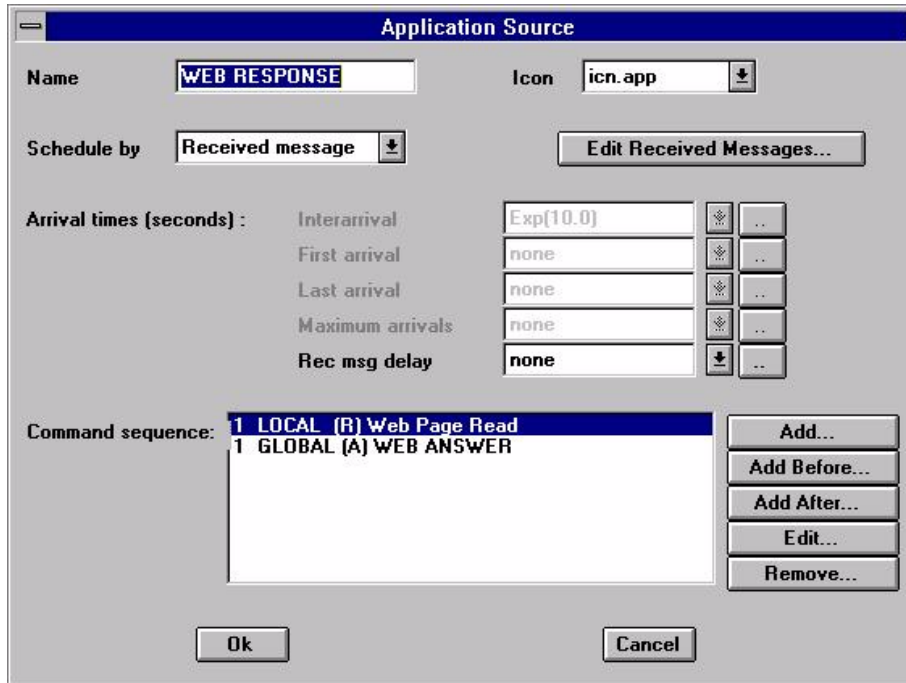 Application Source
Name WEB RESPONSE Icon icn.app
Schedule by Received message Edit Received Messages...
Arrival times (seconds) : Interarrival Exp(10.0) ..
First arrival none ..
Last arrival none ..
Maximum arrivals none ..
Rec msg delay none ..
Command sequence: 1 LOCAL (R) Web Page Read Add...
1 GLOBAL (A) WEB ANSWER
Add Before...
Add After...
Edit...
Remove...
Ok Cancel